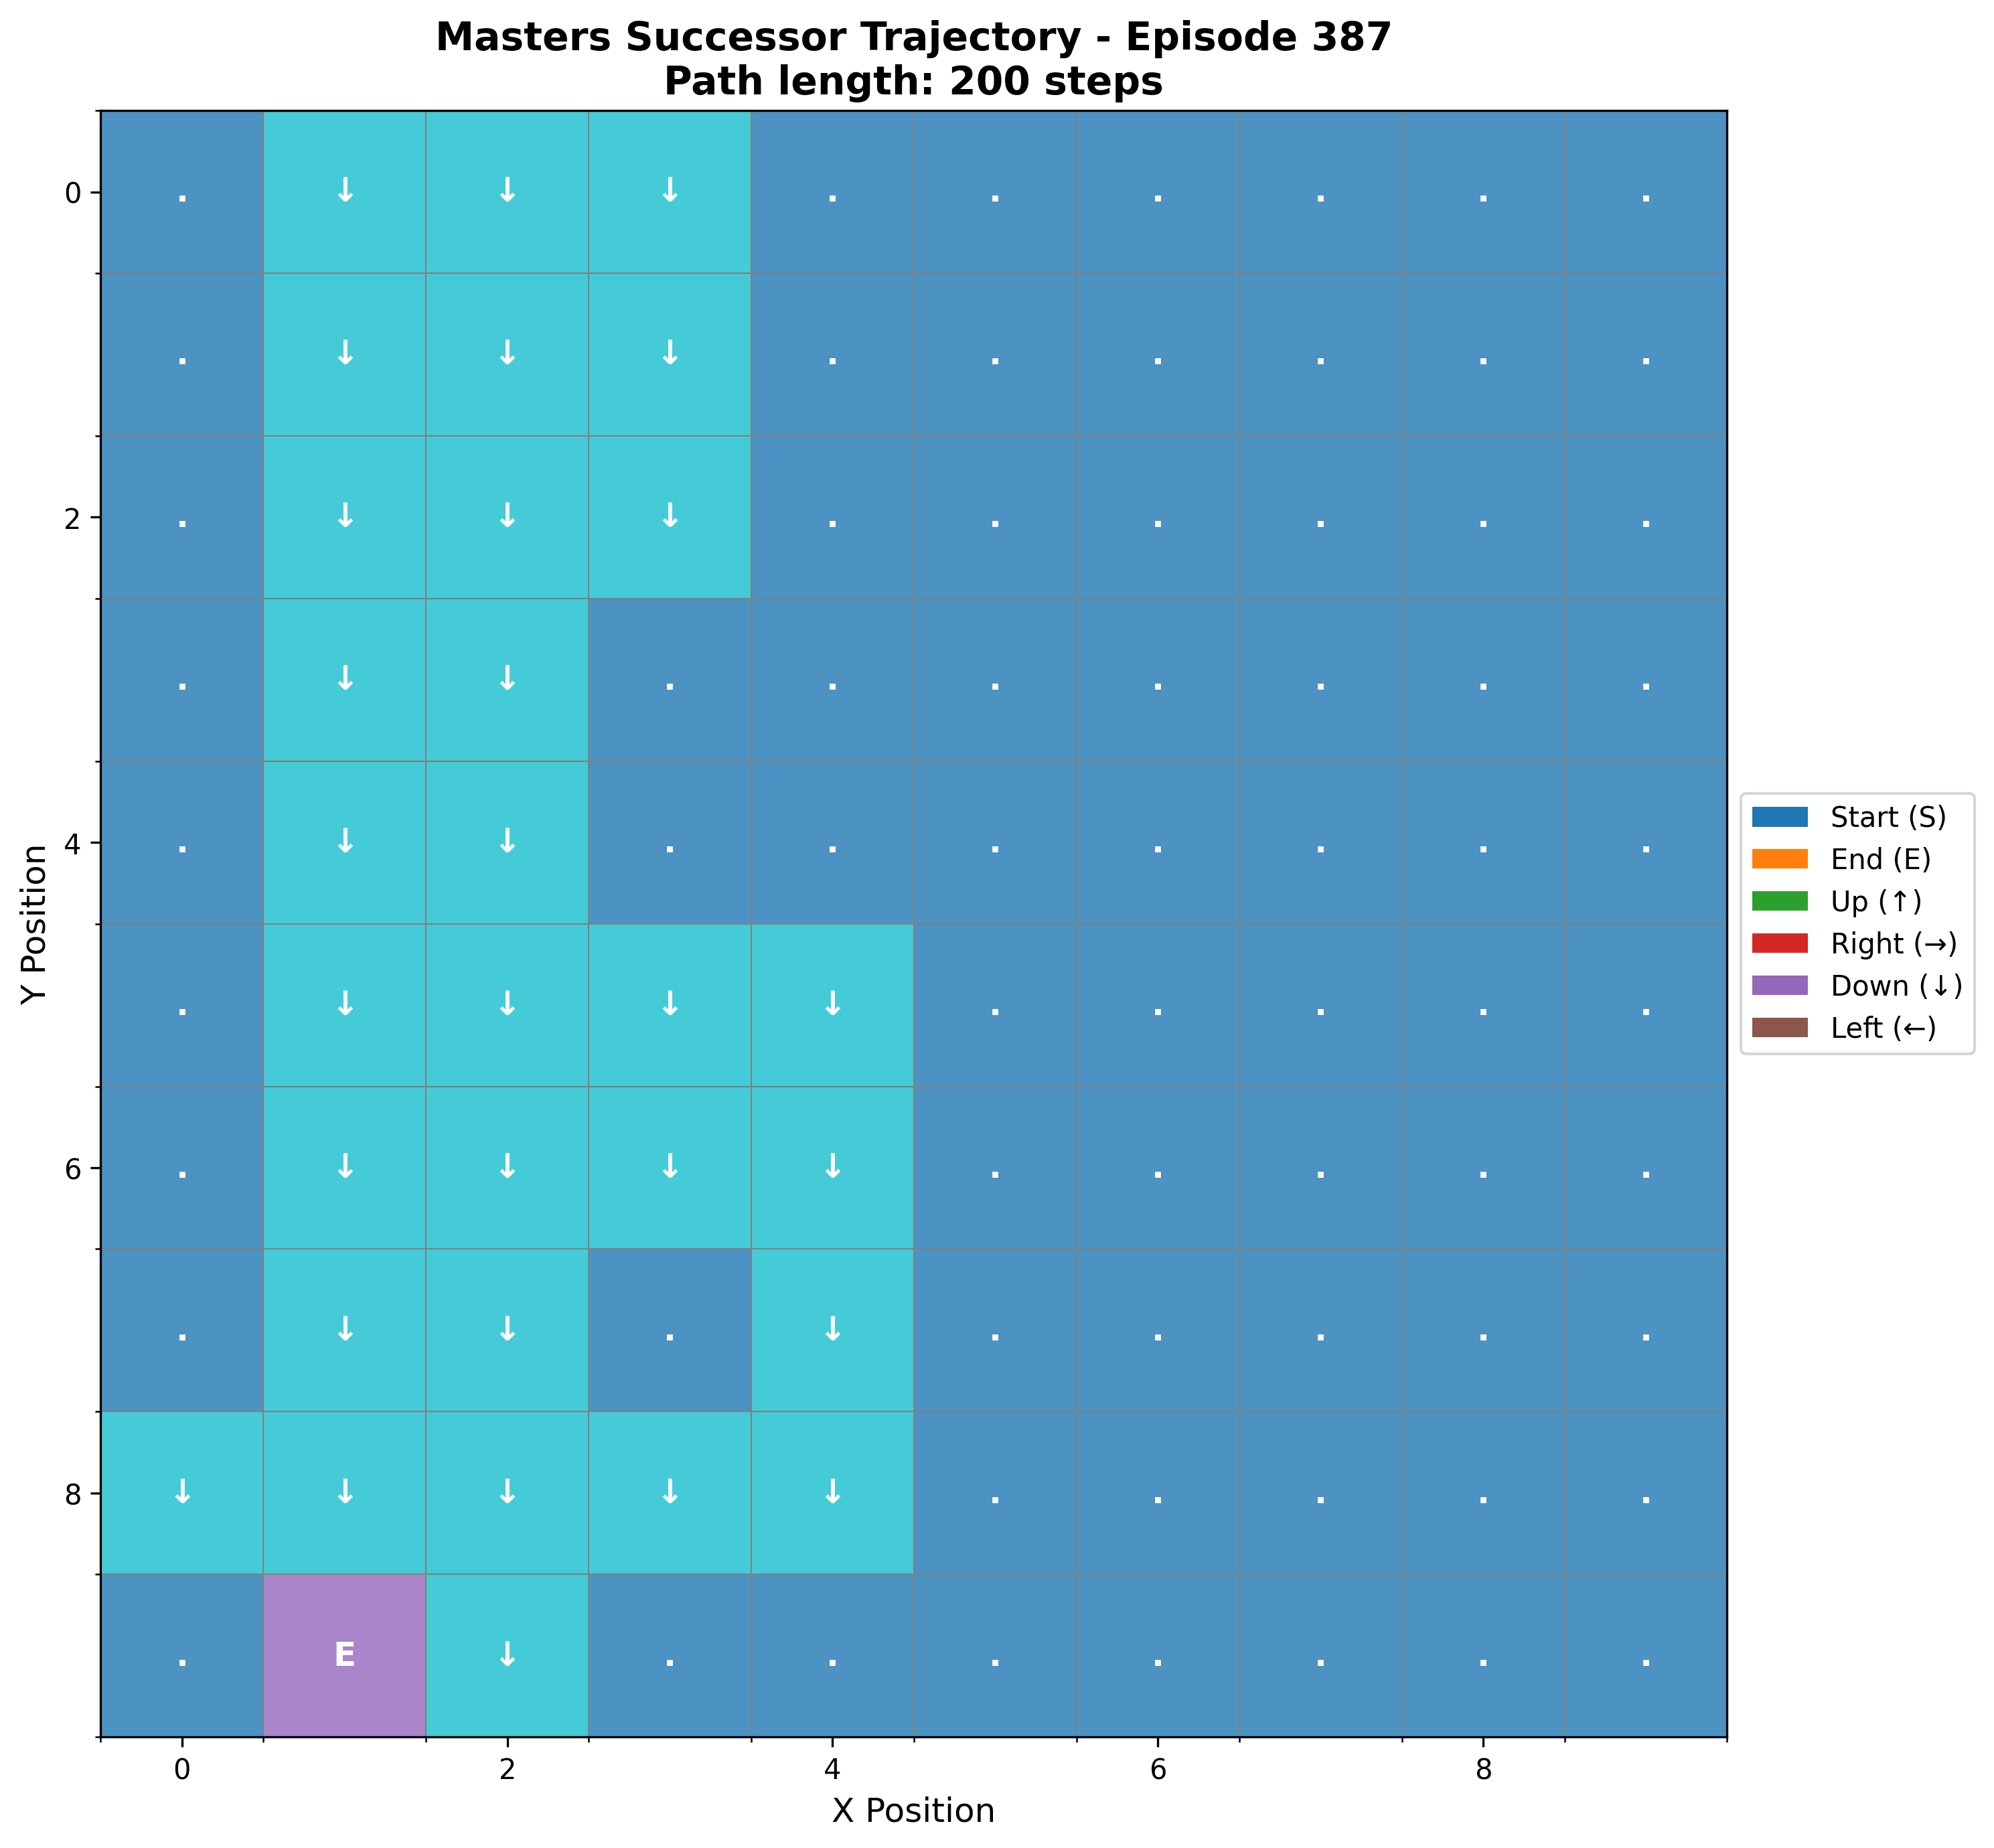 Masters Successor Trajectory - Episode 387
Path length: 200 steps
0 . ↓ ↓ ↓ . . . . . .
. ↓ ↓ ↓ . . . . . .
2 . ↓ ↓ ↓ . . . . . .
. ↓ ↓ . . . . . . .
4 . ↓ ↓ . . . . . . .
. ↓ ↓ ↓ ↓ . . . . .
6 . ↓ ↓ ↓ ↓ . . . . .
. ↓ ↓ . ↓ . . . . .
8 ↓ ↓ ↓ ↓ ↓ . . . . .
. E ↓ . . . . . . .
0 2 4 6 8
X Position
Y Position
Start (S)
End (E)
Up (↑)
Right (→)
Down (↓)
Left (←)